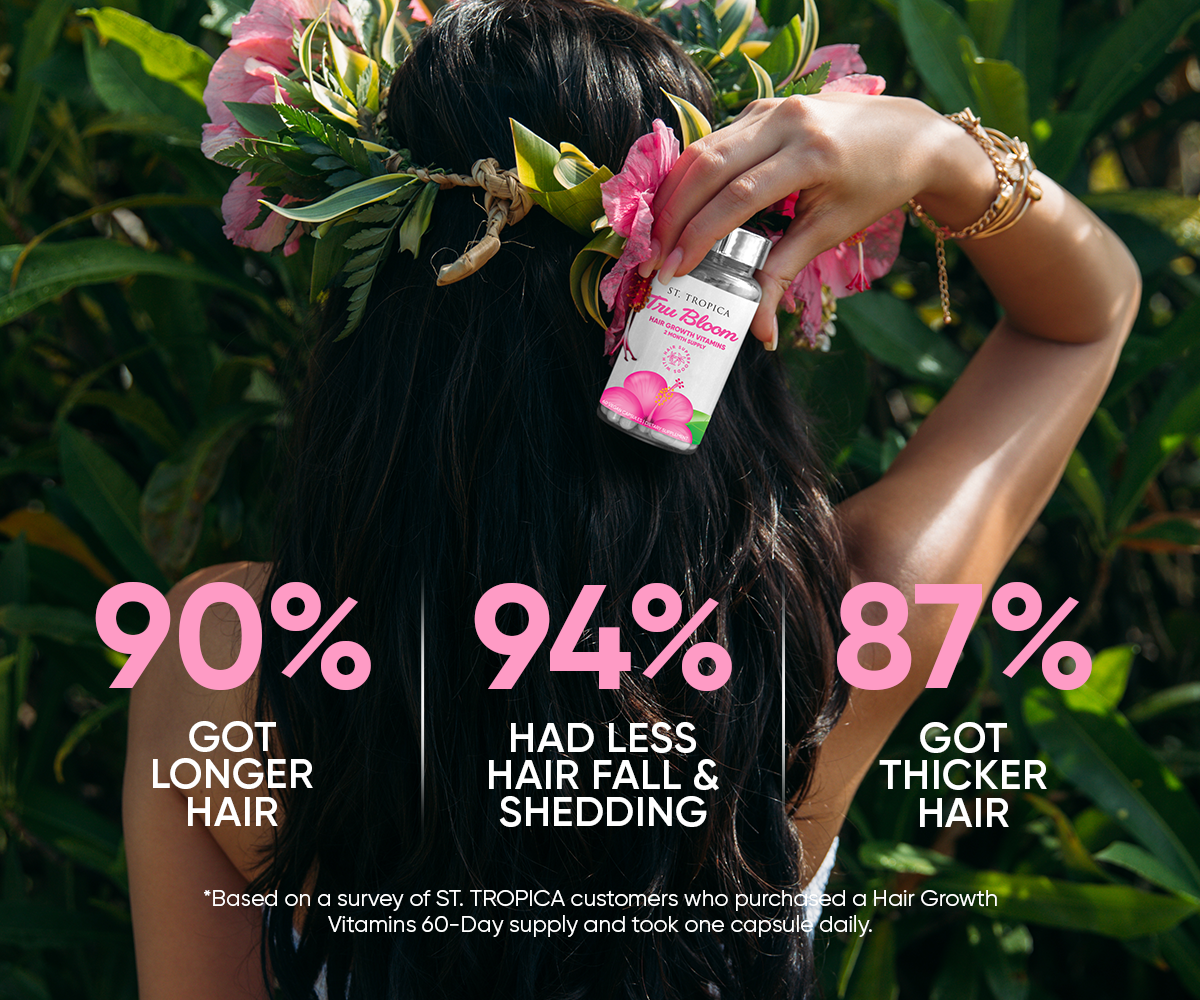 ST. TROPICA
Tru Bloom
HAIR GROWTH VITAMINS
2 MONTH SUPPLY
90%
GOT
LONGER
HAIR
94%
HAD LESS
HAIR FALL &
SHEDDING
87%
GOT
THICKER
HAIR
*Based on a survey of ST. TROPICA customers who purchased a Hair Growth
Vitamins 60-Day supply and took one capsule daily.